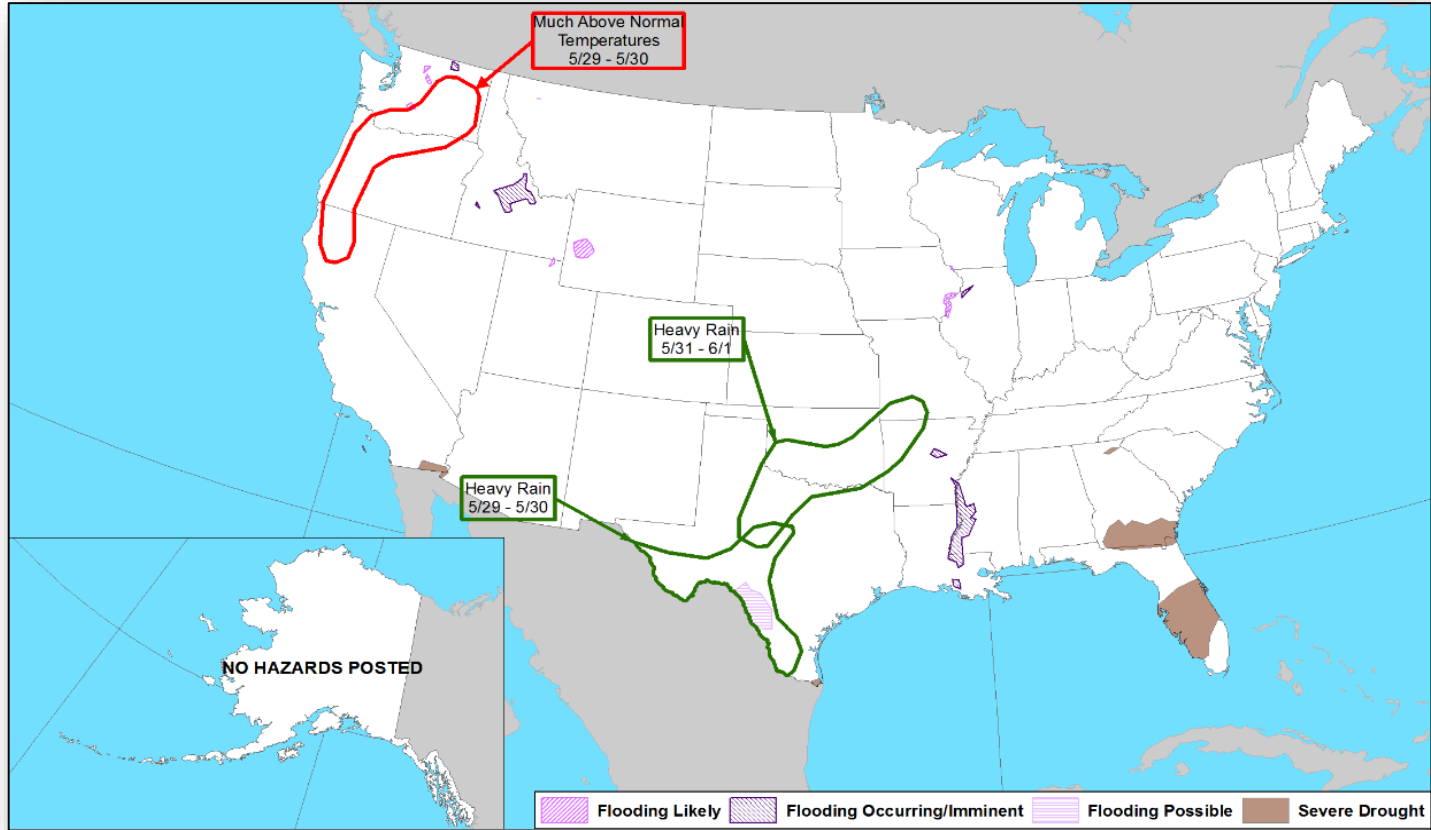 Much Above Normal
Temperatures
5/29 - 5/30
Heavy Rain
5/31 - 6/1
Heavy Rain
5/29 - 5/30
NO HAZARDS POSTED
Flooding Likely
Flooding Occurring/Imminent
Flooding Possible
Severe Drought